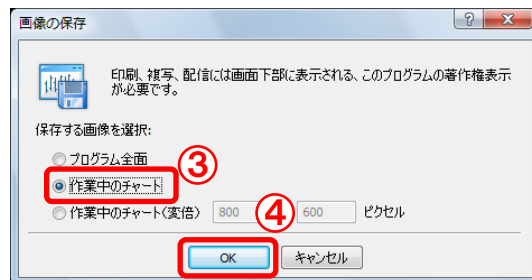 画像の保存
印刷、複写、配信には画面下部に表示される、このプログラムの著作権表示
が必要です。
保存する画像を選択:
プログラム全面
③
作業中のチャート
作業中のチャート(変倍) 800 ④ 600 ピクセル
OK キャンセル